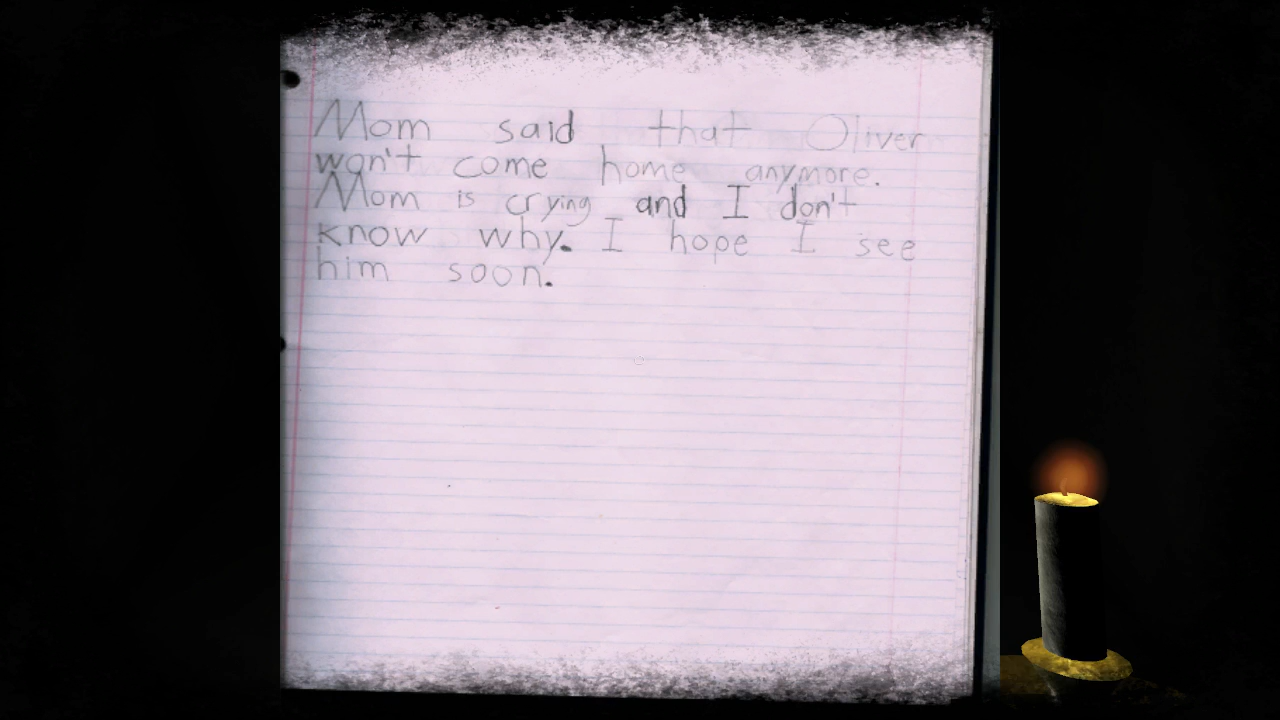 Mom said that Oliver
won't come home anymore.
Mom is crying and I don't
know why. I hope I see
him soon.